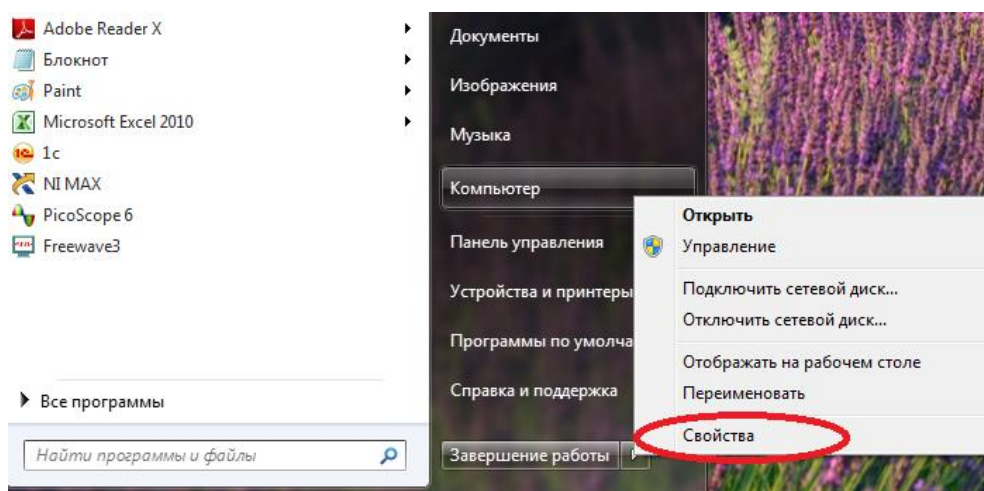 Adobe Reader X
Блокнот
Paint
Microsoft Excel 2010
1c
NI MAX
PicoScope 6
Freewave3
Все программы
Найти программы и файлы
Документы
Изображения
Музыка
Компьютер
Панель управления
Устройства и принтеры
Программы по умолча
Справка и поддержка
Завершение работы
Открыть
Управление
Подключить сетевой диск...
Отключить сетевой диск...
Отображать на рабочем столе
Переименовать
Свойства